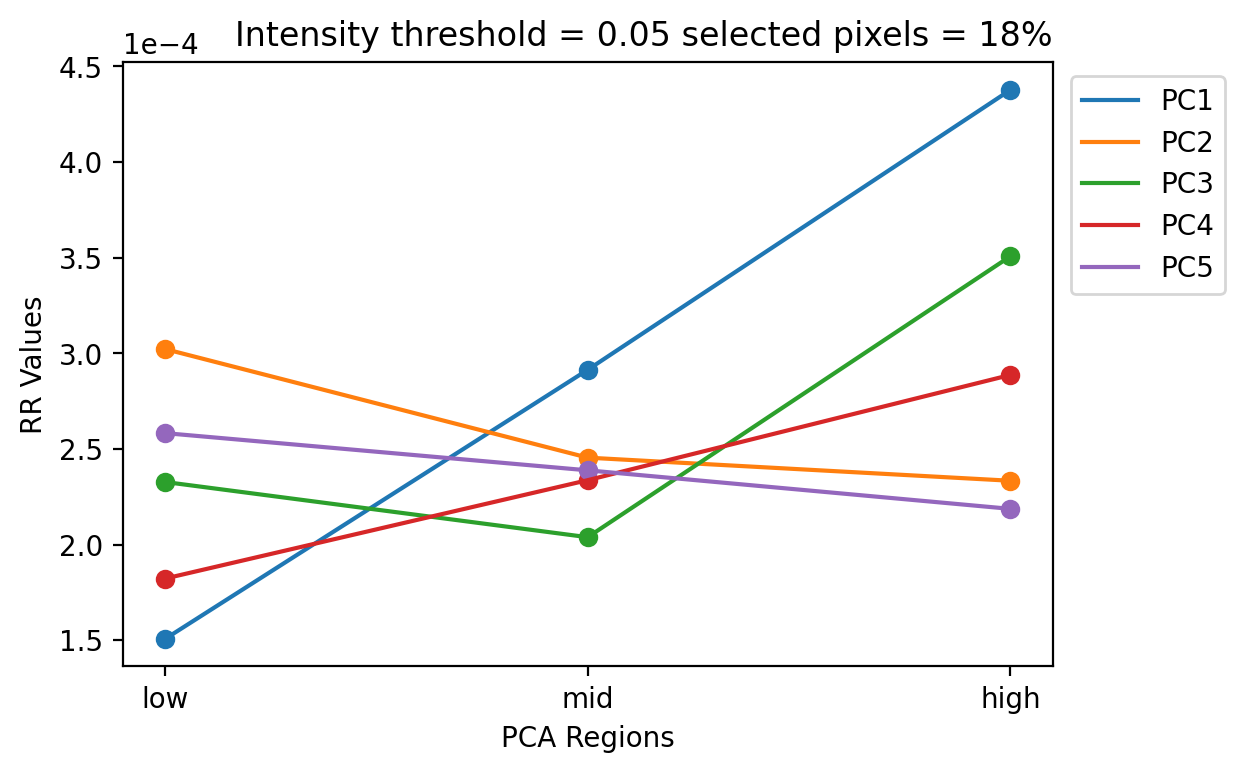 Intensity threshold = 0.05 selected pixels = 18%
1e−4
4.5
4.0
3.5
3.0
2.5
2.0
1.5
RR Values
low
mid
high
PCA Regions
PC1
PC2
PC3
PC4
PC5